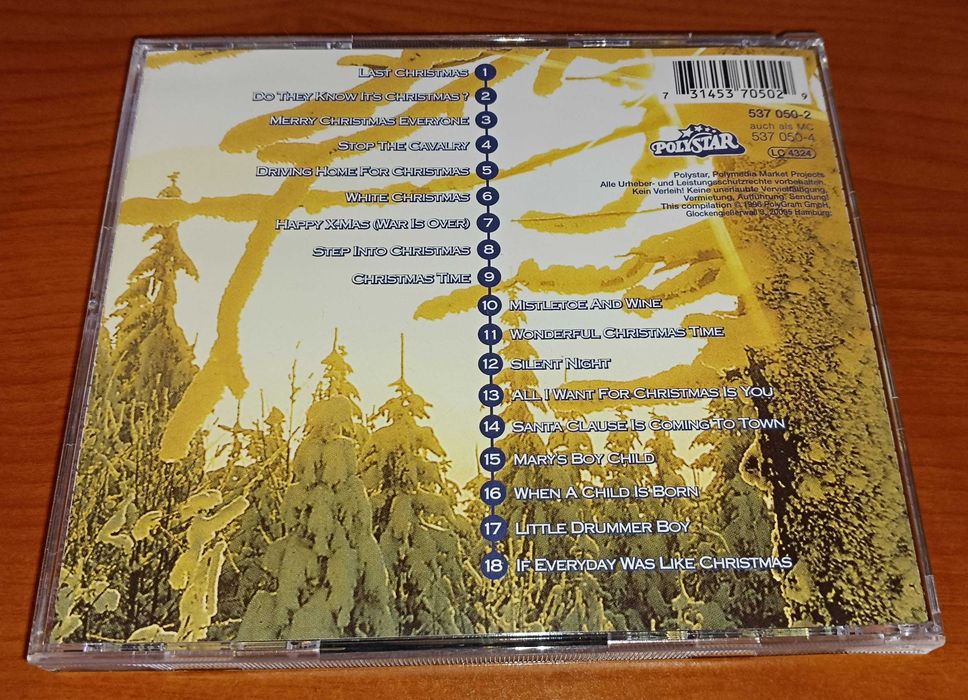 Last Christmas 1
Do They Know It's Christmas? 2
Merry Christmas Everyone 3
Stop The Cavalry 4
Driving Home For Christmas 5
White Christmas 6
Happy X-Mas (War Is Over) 7
Step Into Christmas 8
Christmas Time 9
10 Mistletoe And Wine
11 Wonderful Christmas Time
12 Silent Night
13 All I Want For Christmas Is You
14 Santa Clause Is Coming To Town
15 Mary's Boy Child
16 When A Child Is Born
17 Little Drummer Boy
18 If Everyday Was Like Christmas
7 31453 70502 9
537 050-2
auch als MC
537 050-4
LC 4324
POLYSTAR
Polystar, Polymedia Market Projects
Alle Urheber- und Leistungsschutzrechte vorbehalten.
Kein Verleih! Keine unerlaubte Vervielfältigung,
Vermietung, Aufführung, Sendung!
This compilation © 1996 PolyGram GmbH,
Glockengießerwall 3, 20095 Hamburg.